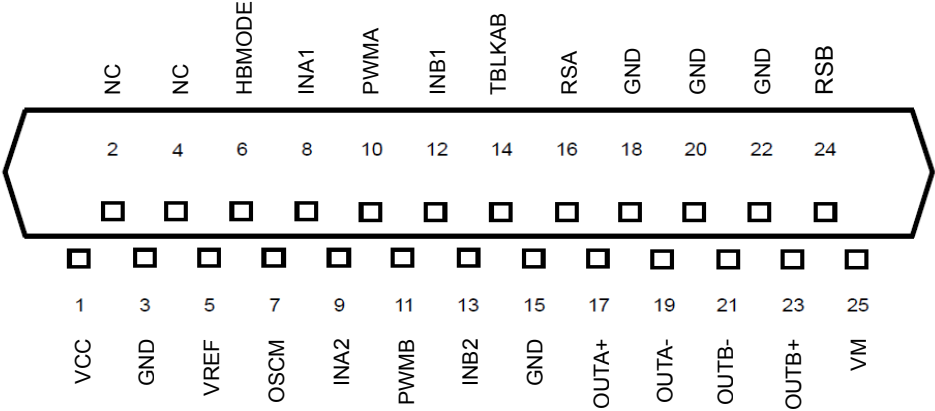 NC NC HBMODE INA1 PWMA INB1 TBLKAB RSA GND GND GND RSB
2 4 6 8 10 12 14 16 18 20 22 24
1 3 5 7 9 11 13 15 17 19 21 23 25
VCC GND VREF OSCM INA2 PWMB INB2 GND OUTA+ OUTA- OUTB- OUTB+ VM